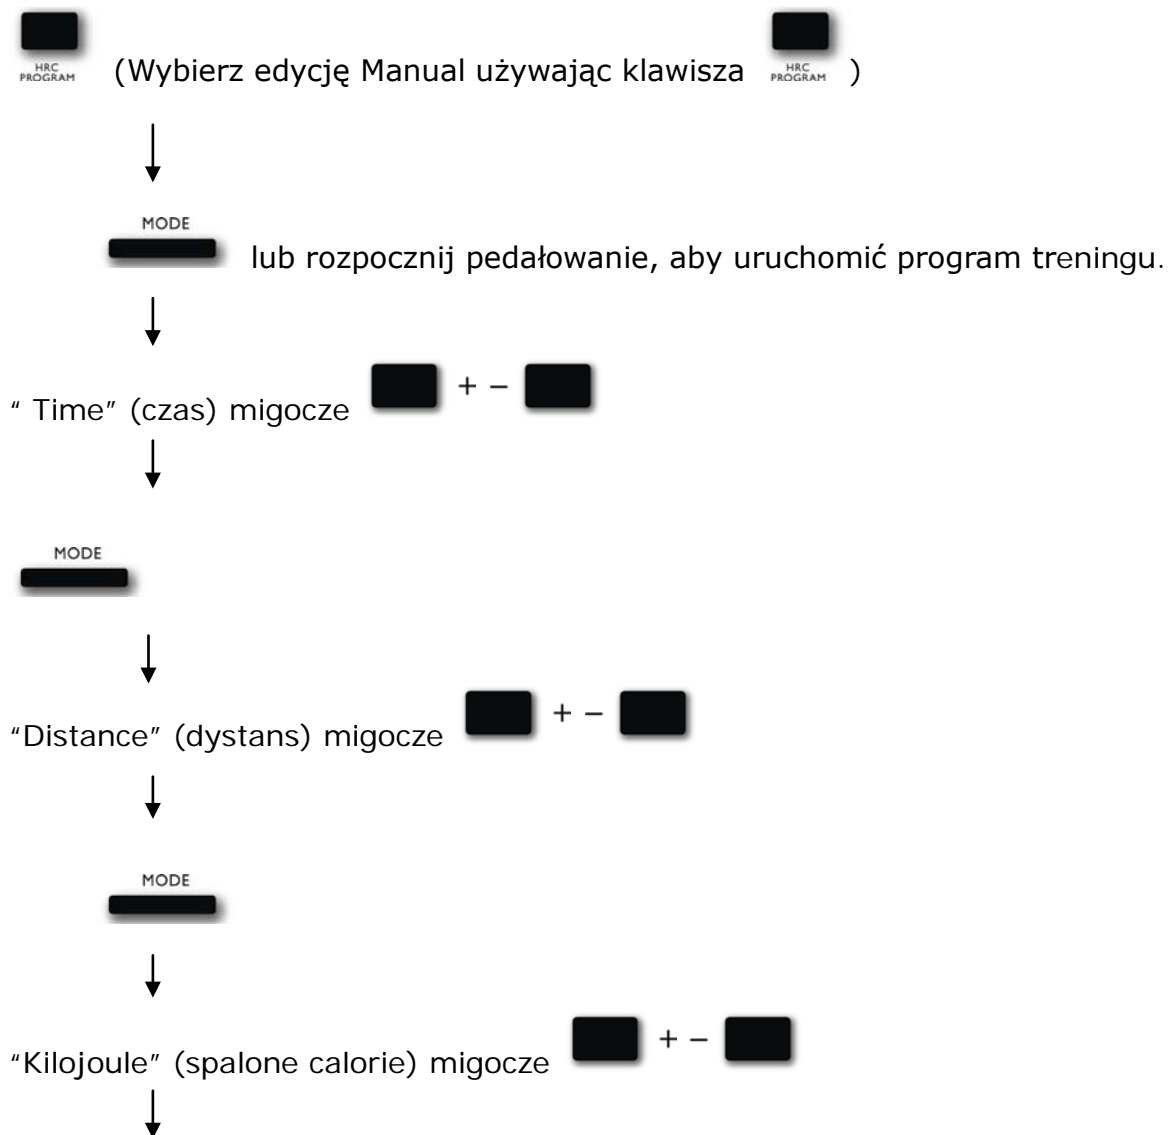 HRC
PROGRAM (Wybierz edycję Manual używając klawisza HRC
PROGRAM )
MODE
lub rozpocznij pedałowanie, aby uruchomić program treningu.
“ Time” (czas) migocze + –
MODE
“Distance” (dystans) migocze + –
MODE
“Kilojoule” (spalone calorie) migocze + –